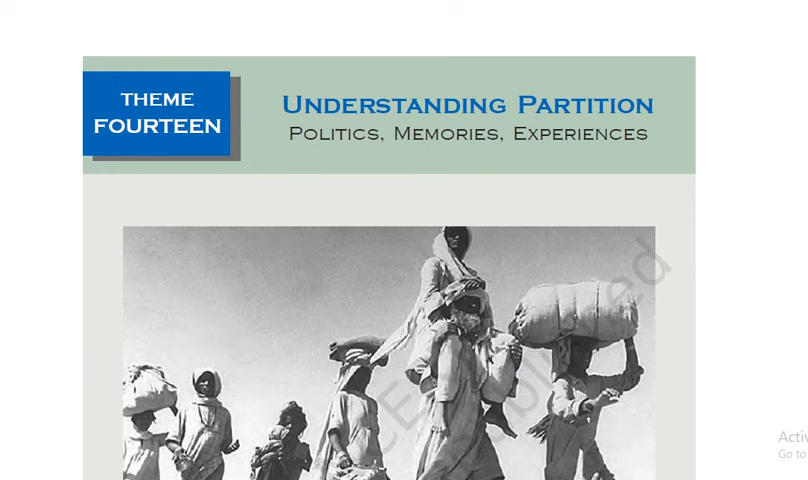 THEME
FOURTEEN
UNDERSTANDING PARTITION
POLITICS, MEMORIES, EXPERIENCES